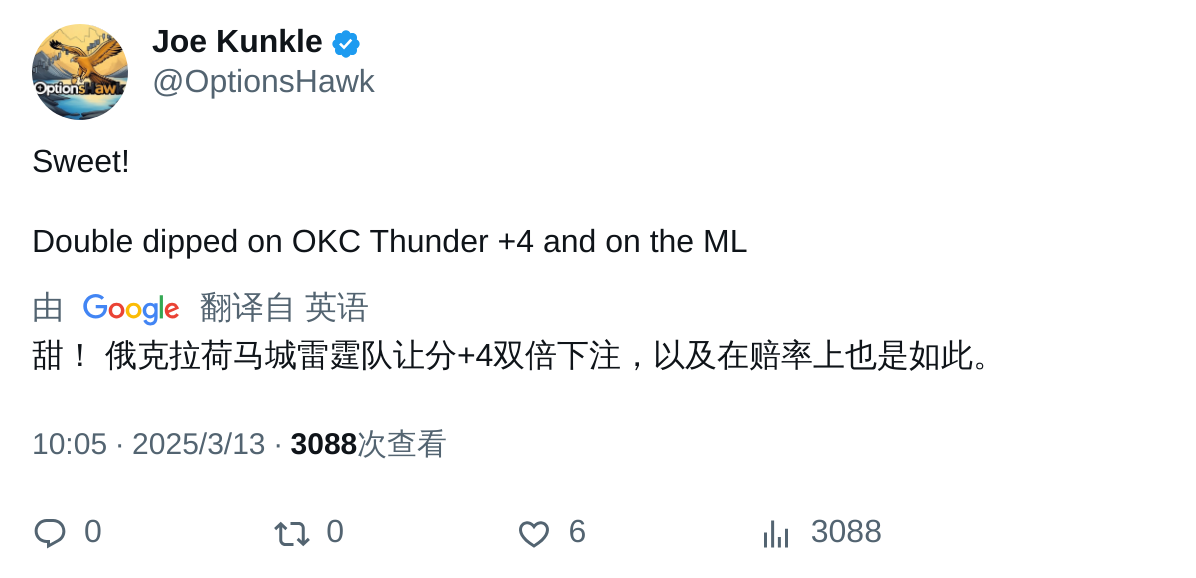 Joe Kunkle
@OptionsHawk
Sweet!
Double dipped on OKC Thunder +4 and on the ML
由 Google 翻译自 英语
甜！ 俄克拉荷马城雷霆队让分+4双倍下注，以及在赔率上也是如此。
10:05 · 2025/3/13 · 3088次查看
0 0 6 3088